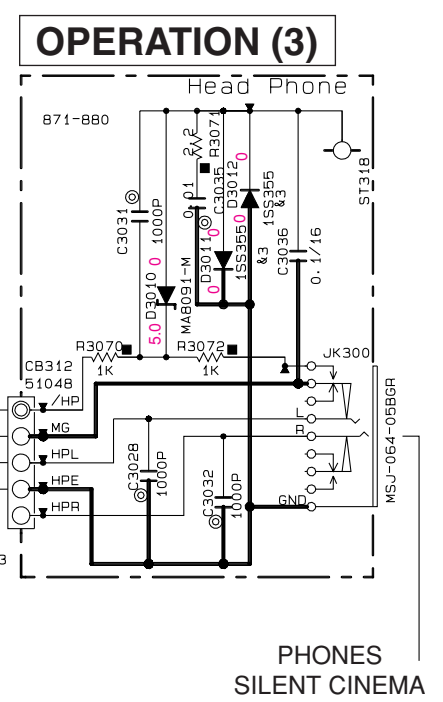 OPERATION (3)
Head Phone
871-880
ST318
C3031
1000P
D3010
0
5.0
MA8091-M
2.2
R3071
0.01
C3035
D3011
0
0
1SS355
&3
D3012
0
0
1SS355
&3
C3036
0.1/16
R3070
1K
R3072
1K
JK300
CB312
51048
/HP
MG
HPL
HPE
HPR
L
R
GND
C3028
1000P
C3032
1000P
MSJ-064-05BGR
3
PHONES
SILENT CINEMA